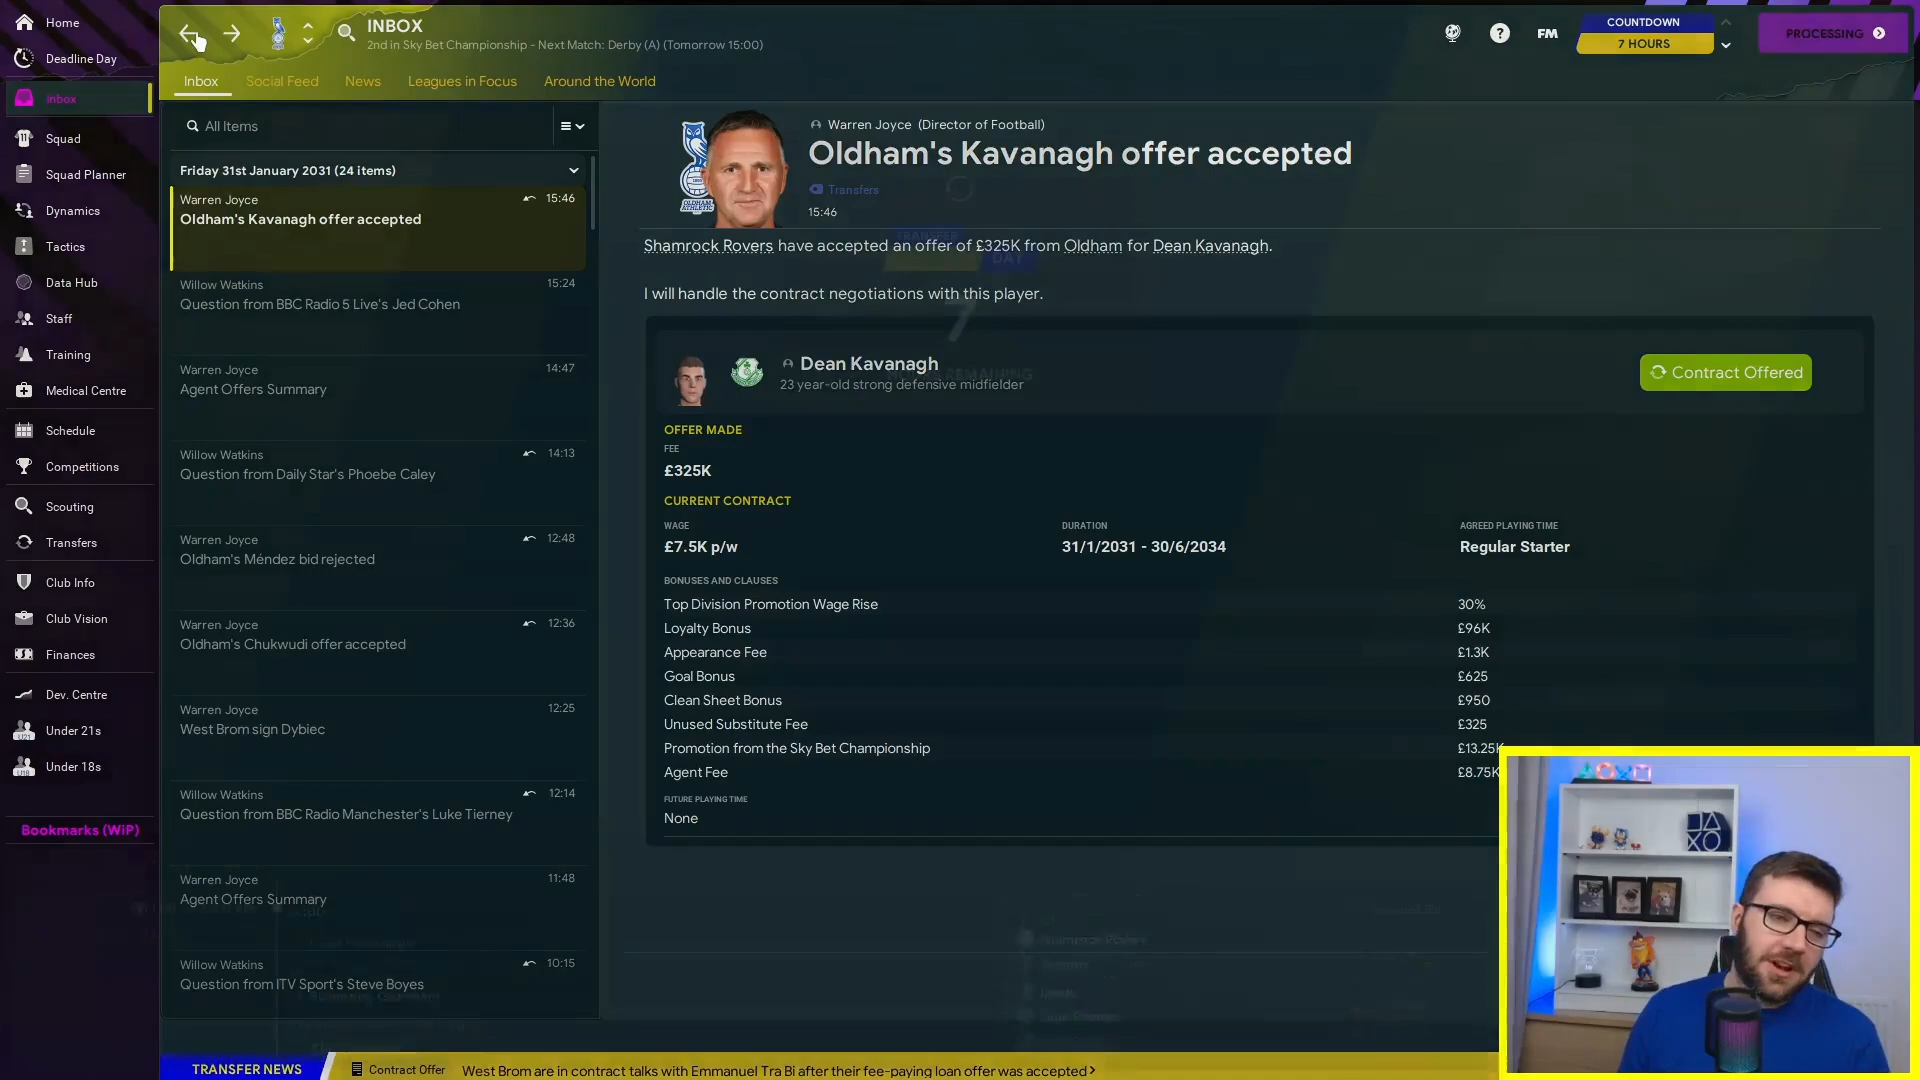 Home
Deadline Day
Inbox
Squad
Squad Planner
Dynamics
Tactics
Data Hub
Staff
Training
Medical Centre
Schedule
Competitions
Scouting
Transfers
Club Info
Club Vision
Finances
Dev. Centre
Under 21s
Under 18s
Bookmarks (WiP)
INBOX
2nd in Sky Bet Championship - Next Match: Derby (A) (Tomorrow 15:00)
FM
COUNTDOWN
7 HOURS
PROCESSING
Inbox Social Feed News Leagues in Focus Around the World
All Items
Friday 31st January 2031 (24 items)
Warren Joyce 15:46
Oldham's Kavanagh offer accepted
Willow Watkins 15:24
Question from BBC Radio 5 Live's Jed Cohen
Warren Joyce 14:47
Agent Offers Summary
Willow Watkins 14:13
Question from Daily Star's Phoebe Caley
Warren Joyce 12:48
Oldham's Méndez bid rejected
Warren Joyce 12:36
Oldham's Chukwudi offer accepted
Warren Joyce 12:25
West Brom sign Dybiec
Willow Watkins 12:14
Question from BBC Radio Manchester's Luke Tierney
Warren Joyce 11:48
Agent Offers Summary
Willow Watkins 10:15
Question from ITV Sport's Steve Boyes
OLDHAM ATHLETIC
Warren Joyce (Director of Football)
Oldham's Kavanagh offer accepted
Transfers
15:46
Shamrock Rovers have accepted an offer of £325K from Oldham for Dean Kavanagh.
TRANSFER
DAY
I will handle the contract negotiations with this player.
7
Dean Kavanagh
23 year-old strong defensive midfielder
Contract Offered
OFFER MADE
FEE
£325K
CURRENT CONTRACT
WAGE DURATION AGREED PLAYING TIME
£7.5K p/w 31/1/2031 - 30/6/2034 Regular Starter
BONUSES AND CLAUSES
Top Division Promotion Wage Rise 30%
Loyalty Bonus £96K
Appearance Fee £1.3K
Goal Bonus £625
Clean Sheet Bonus £950
Unused Substitute Fee £325
Promotion from the Sky Bet Championship £13.25K
Agent Fee £8.75K
FUTURE PLAYING TIME
None
TRANSFER NEWS Contract Offer West Brom are in contract talks with Emmanuel Tra Bi after their fee-paying loan offer was accepted